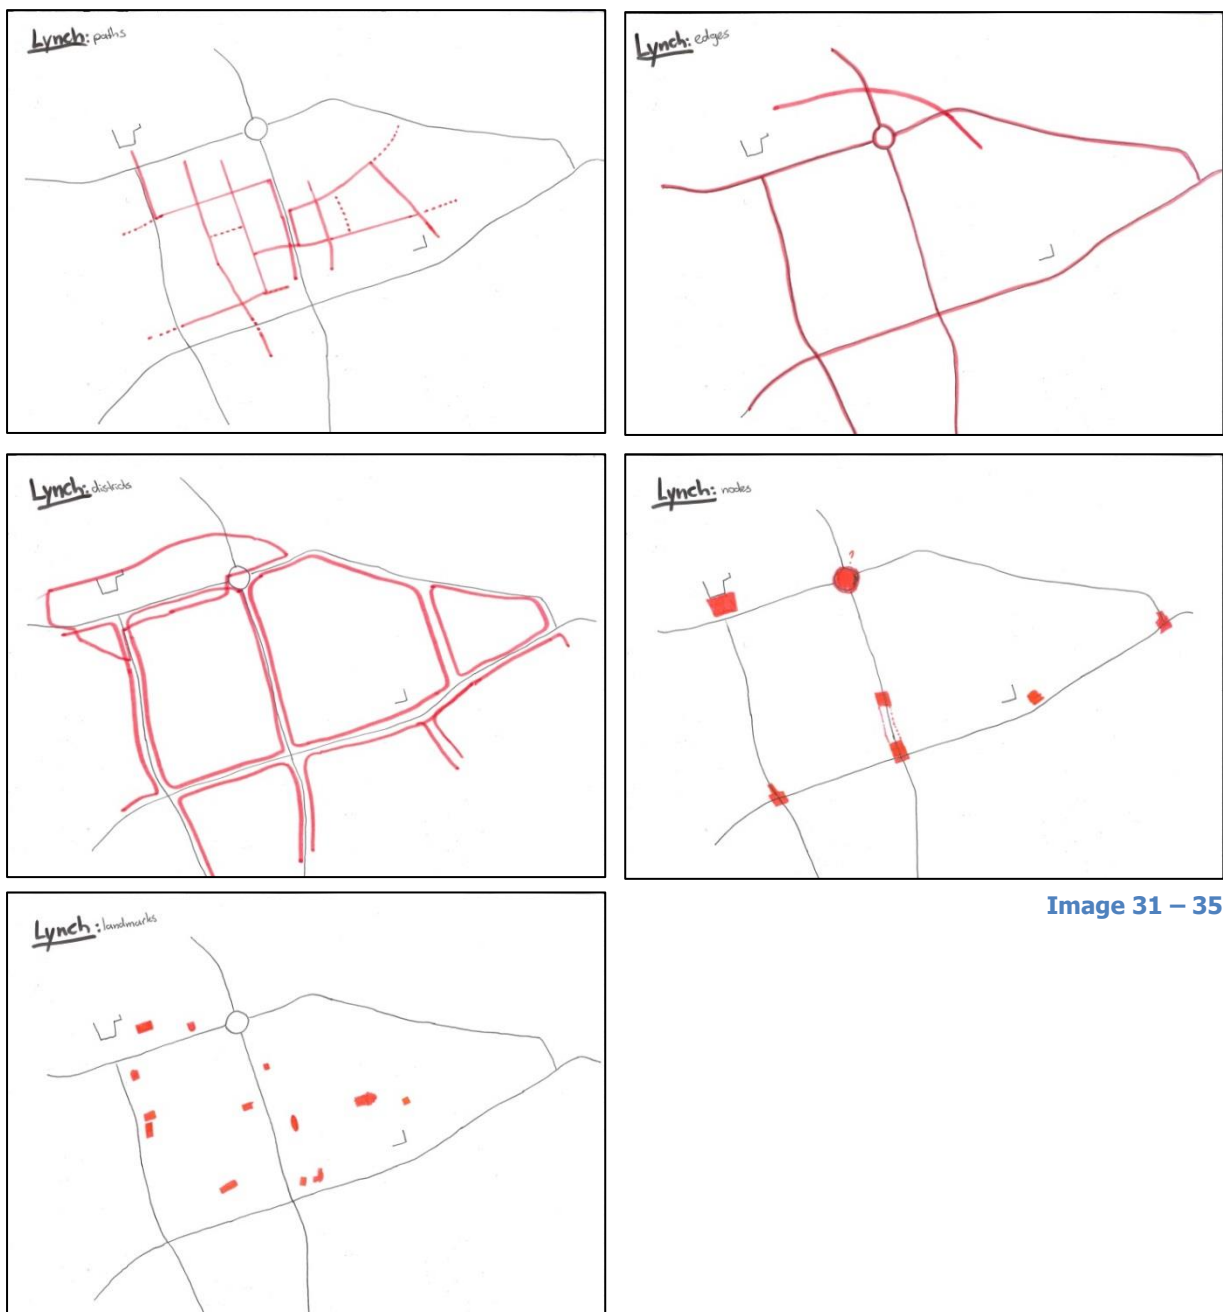 Lynch: paths
Lynch: edges
Lynch: districts
Lynch: nodes
?
Image 31 – 35
Lynch: landmarks